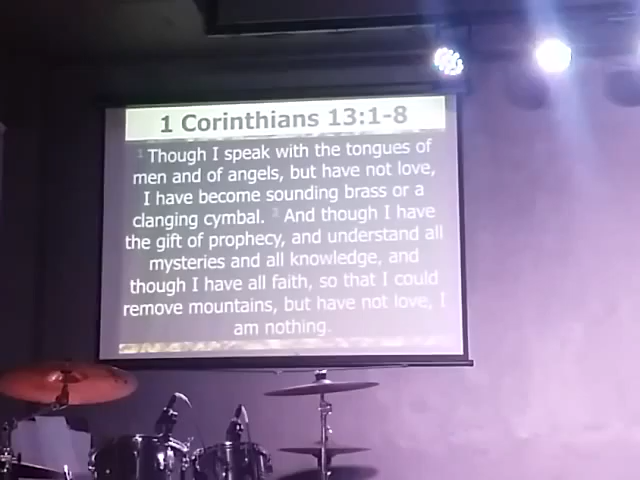 1 Corinthians 13:1-8
1 Though I speak with the tongues of
men and of angels, but have not love,
I have become sounding brass or a
clanging cymbal. 2 And though I have
the gift of prophecy, and understand all
mysteries and all knowledge, and
though I have all faith, so that I could
remove mountains, but have not love, I
am nothing.